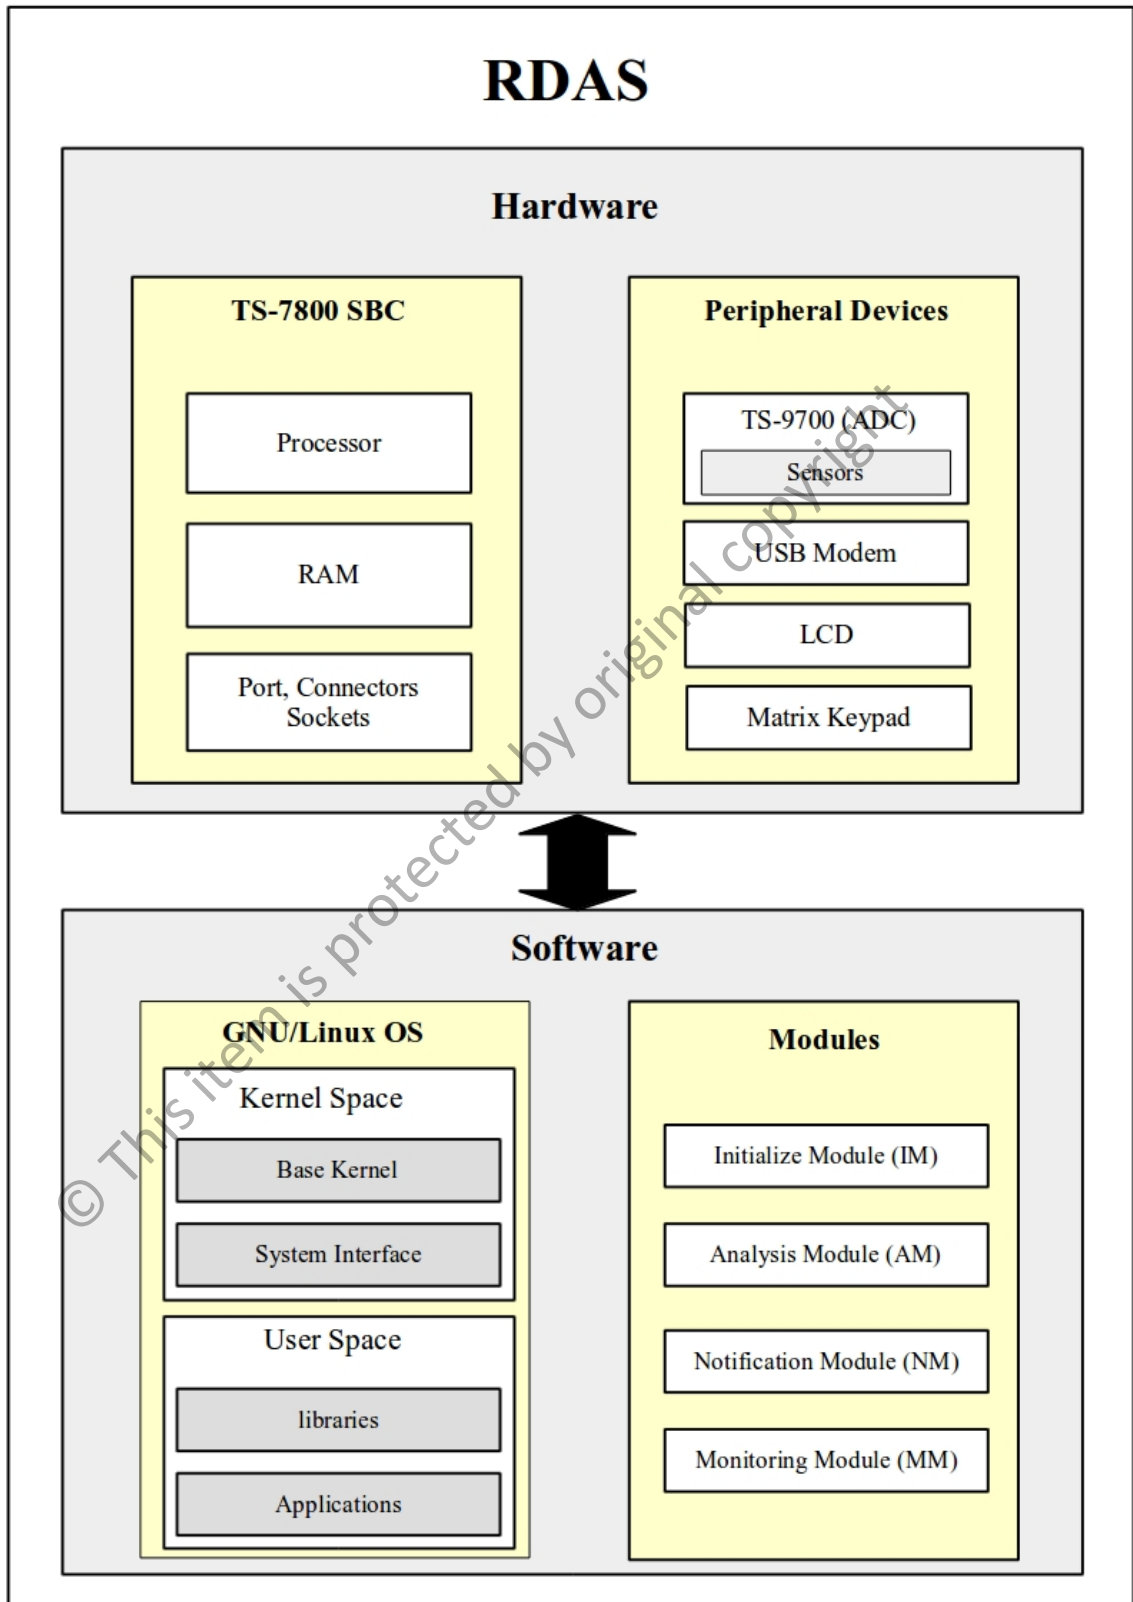 RDAS
Hardware
TS-7800 SBC
Processor
RAM
Port, Connectors
Sockets
Peripheral Devices
TS-9700 (ADC)
Sensors
USB Modem
LCD
Matrix Keypad
Software
GNU/Linux OS
Kernel Space
Base Kernel
System Interface
User Space
libraries
Applications
Modules
Initialize Module (IM)
Analysis Module (AM)
Notification Module (NM)
Monitoring Module (MM)
© This item is protected by original copyright